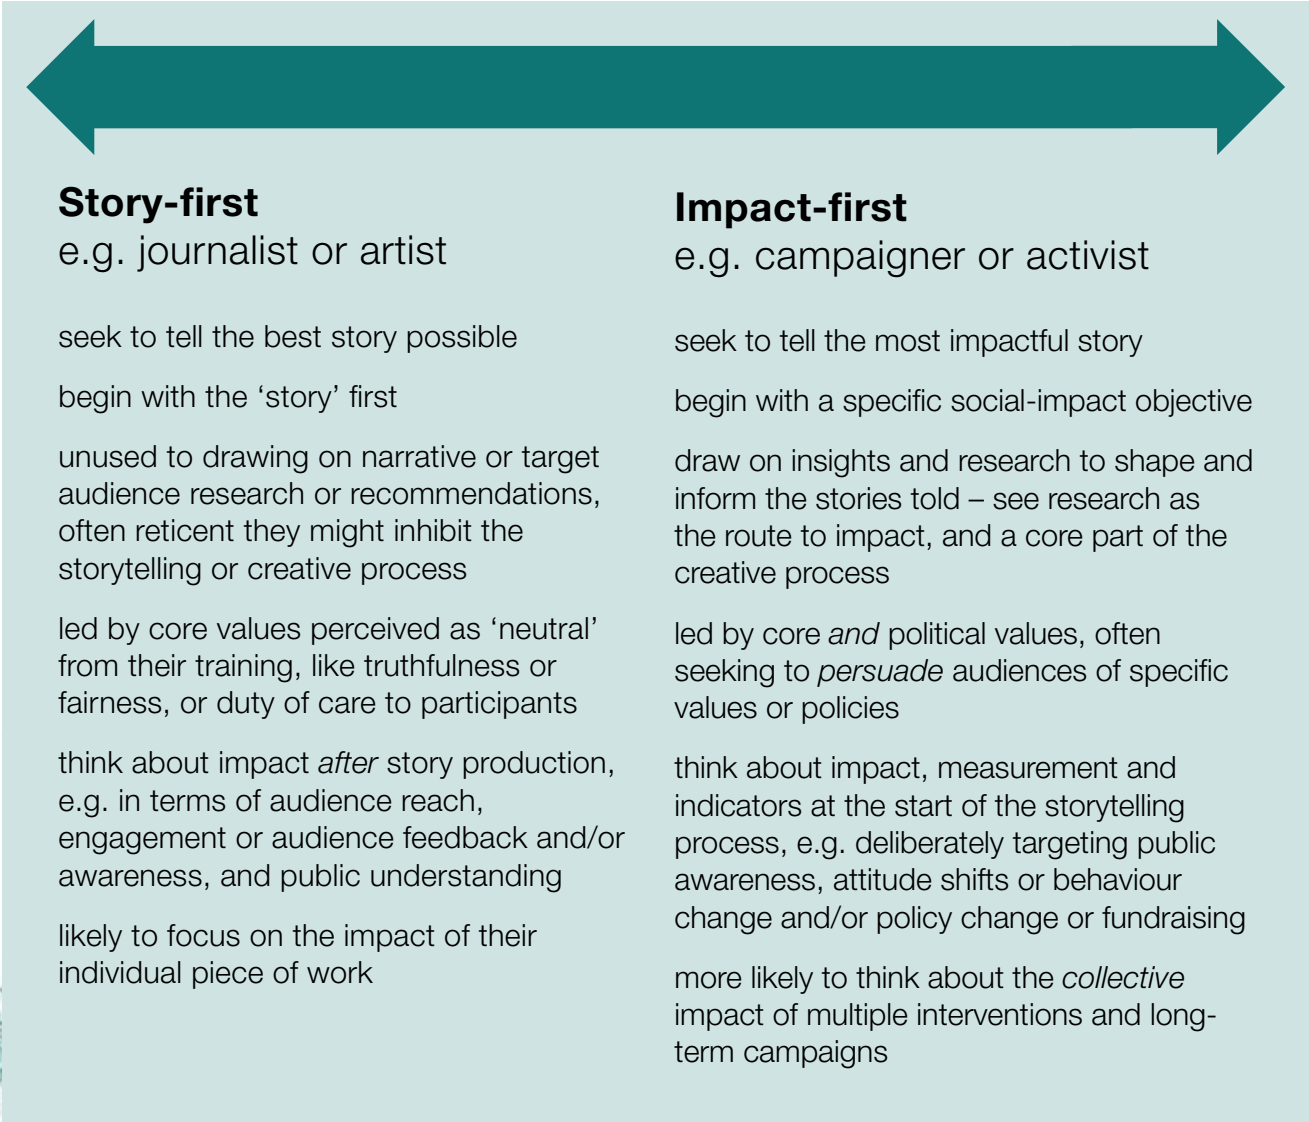 Story-first
e.g. journalist or artist
seek to tell the best story possible
begin with the ‘story’ first
unused to drawing on narrative or target
audience research or recommendations,
often reticent they might inhibit the
storytelling or creative process
led by core values perceived as ‘neutral’
from their training, like truthfulness or
fairness, or duty of care to participants
think about impact after story production,
e.g. in terms of audience reach,
engagement or audience feedback and/or
awareness, and public understanding
likely to focus on the impact of their
individual piece of work
Impact-first
e.g. campaigner or activist
seek to tell the most impactful story
begin with a specific social-impact objective
draw on insights and research to shape and
inform the stories told – see research as
the route to impact, and a core part of the
creative process
led by core and political values, often
seeking to persuade audiences of specific
values or policies
think about impact, measurement and
indicators at the start of the storytelling
process, e.g. deliberately targeting public
awareness, attitude shifts or behaviour
change and/or policy change or fundraising
more likely to think about the collective
impact of multiple interventions and long-
term campaigns